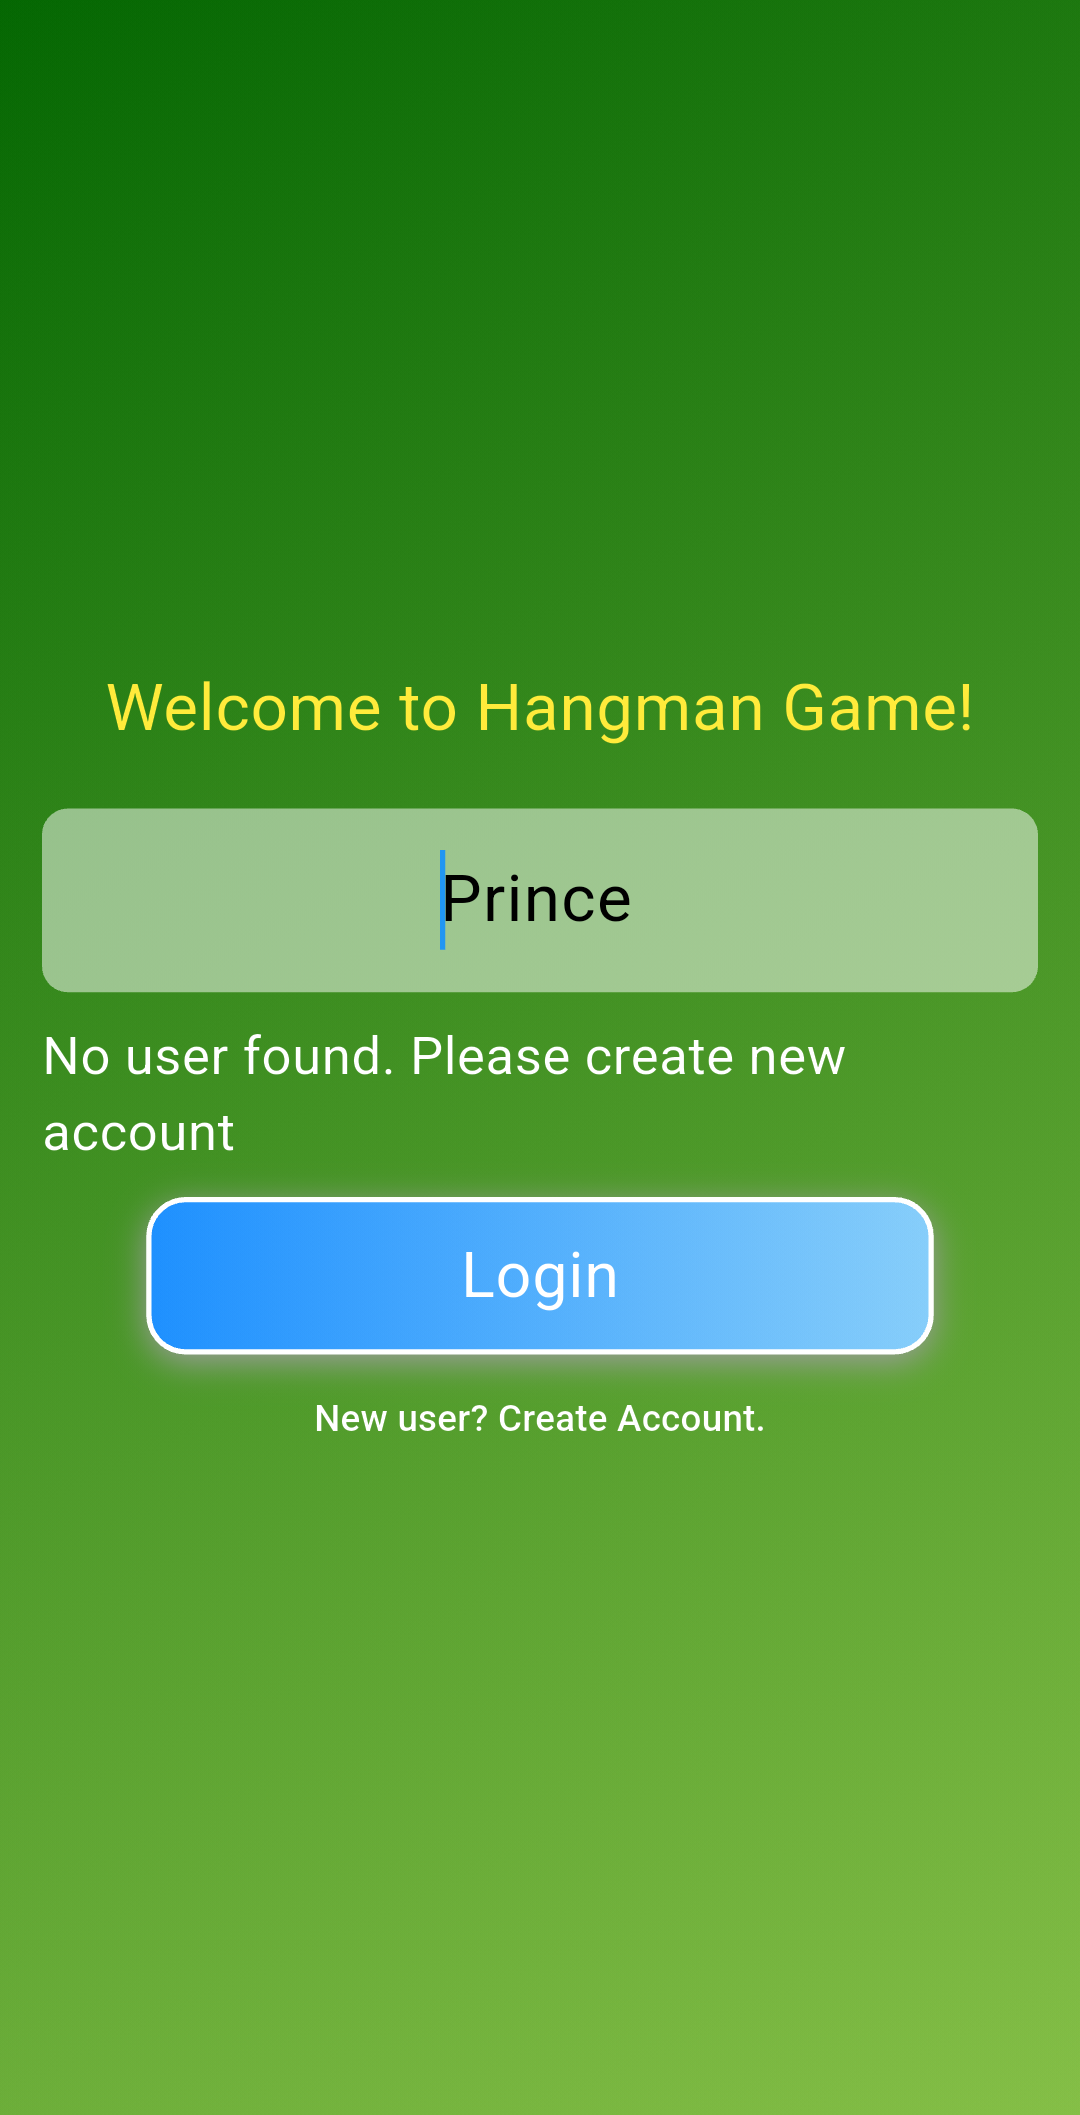 Welcome to Hangman Game!
Prince
No user found. Please create new
account
Login
New user? Create Account.